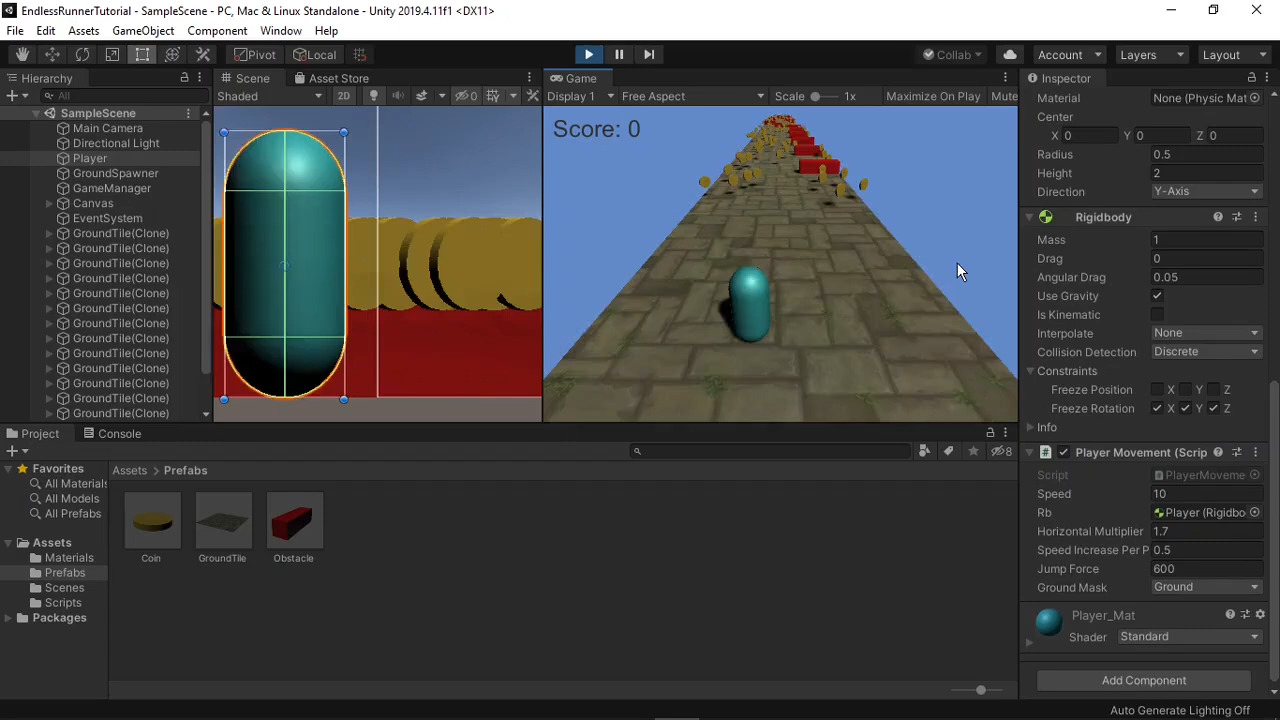 EndlessRunnerTutorial - SampleScene - PC, Mac & Linux Standalone - Unity 2019.4.11f1 <DX11>
File Edit Assets GameObject Component Window Help
Pivot Local Collab Account Layers Layout
Hierarchy
All
SampleScene
Main Camera
Directional Light
Player
GroundSpawner
GameManager
Canvas
EventSystem
GroundTile(Clone)
GroundTile(Clone)
GroundTile(Clone)
GroundTile(Clone)
GroundTile(Clone)
GroundTile(Clone)
GroundTile(Clone)
GroundTile(Clone)
GroundTile(Clone)
GroundTile(Clone)
GroundTile(Clone)
GroundTile(Clone)
GroundTile(Clone)
Scene Asset Store
Shaded 2D 0
Game
Display 1 Free Aspect Scale 1x Maximize On Play Mute
Score: 0
Inspector
Material None (Physic Mat
Center
X 0 Y 0 Z 0
Radius 0.5
Height 2
Direction Y-Axis
Rigidbody
Mass 1
Drag 0
Angular Drag 0.05
Use Gravity
Is Kinematic
Interpolate None
Collision Detection Discrete
Constraints
Freeze Position X Y Z
Freeze Rotation X Y Z
Info
Player Movement (Scrip
Script PlayerMoveme
Speed 10
Rb Player (Rigidbo
Horizontal Multiplier 1.7
Speed Increase Per P 0.5
Jump Force 600
Ground Mask Ground
Player_Mat
Shader Standard
Add Component
Project Console
8
Favorites
All Materials
All Models
All Prefabs
Assets
Materials
Prefabs
Scenes
Scripts
Packages
Assets > Prefabs
Coin GroundTile Obstacle
Auto Generate Lighting Off